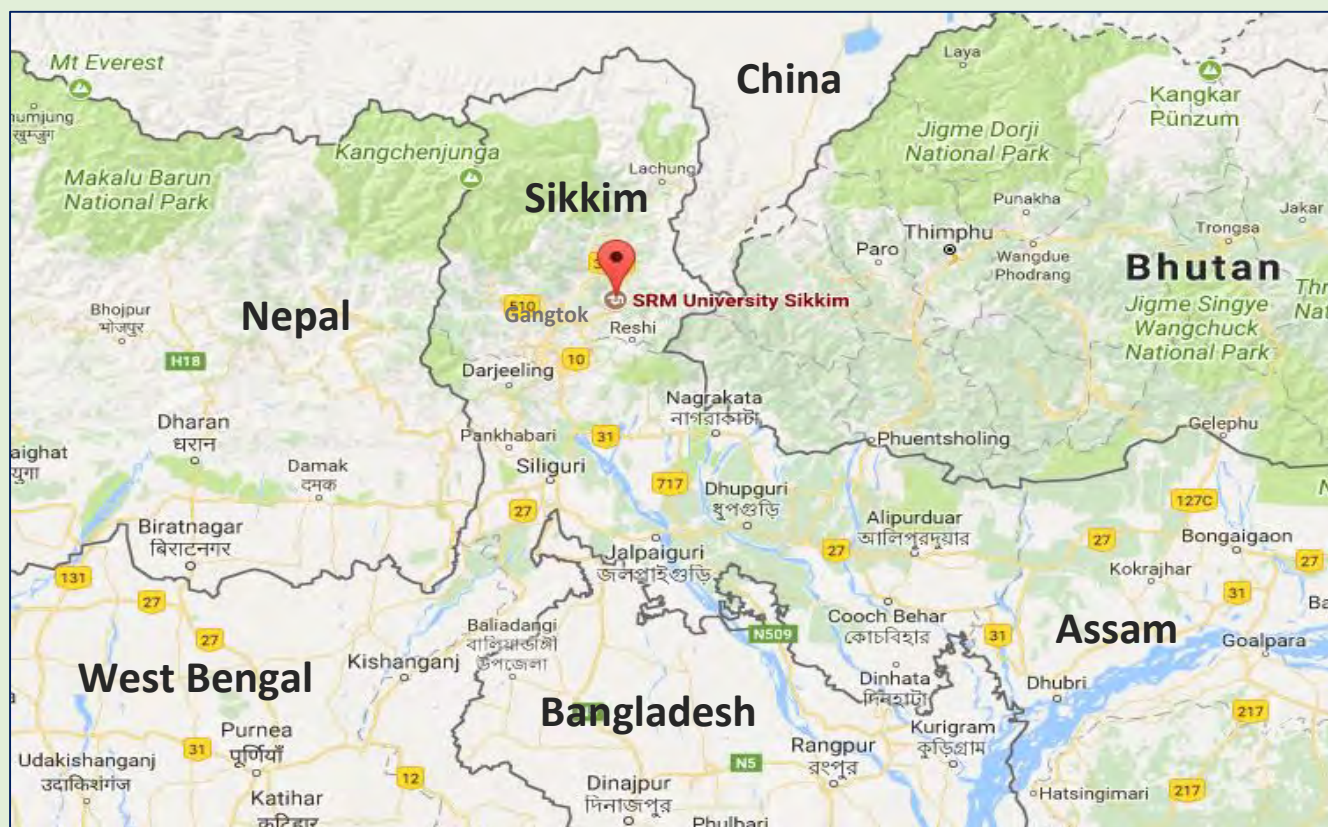 Mt Everest
China
Laya
Kangkar
Pünzum
खुम्जुंग
Kangchenjunga
Jigme Dorji
National Park
Makalu Barun
National Park
Lachung
Sikkim
Punakha
Jakar
Thimphu
Paro
Trongsa
Wangdue
Phodrang
Bhutan
SRM University Sikkim
510
Gangtok
Bhojpur
भोजपुर
Nepal
Reshi
Jigme Singye
Wangchuck
National Park
H18
10
Darjeeling
Nagrakata
নাগরাকাটা
Dharan
धरान
Pankhabari
31
Phuentsholing
Gelephu
Damak
दमक
Siliguri
717
Dhupguri
ধুপগুড়ি
127C
27
Biratnagar
बिराटनगर
Alipurduar
আলিপুরদুয়ার
27
27
Bongaigaon
Jalpaiguri
জলপাইগুড়ি
Kokrajhar
27
131
27
31
Baliadangi
বালিয়াডাঙ্গী
উপজেলা
N509
Cooch Behar
কোচবিহার
31
Assam
Goalpara
27
Kishanganj
West Bengal
Dinhata
দিনহাটা
Dhubri
Bangladesh
Purnea
पूर्णियाँ
31
Kurigram
কুড়িগ্রাম
217
Udakishanganj
उदाकिशंगंज
12
N5
Rangpur
রংপুর
Dinajpur
দিনাজপুর
Hatsingimari
217
Katihar
कटिहार
Phulbari